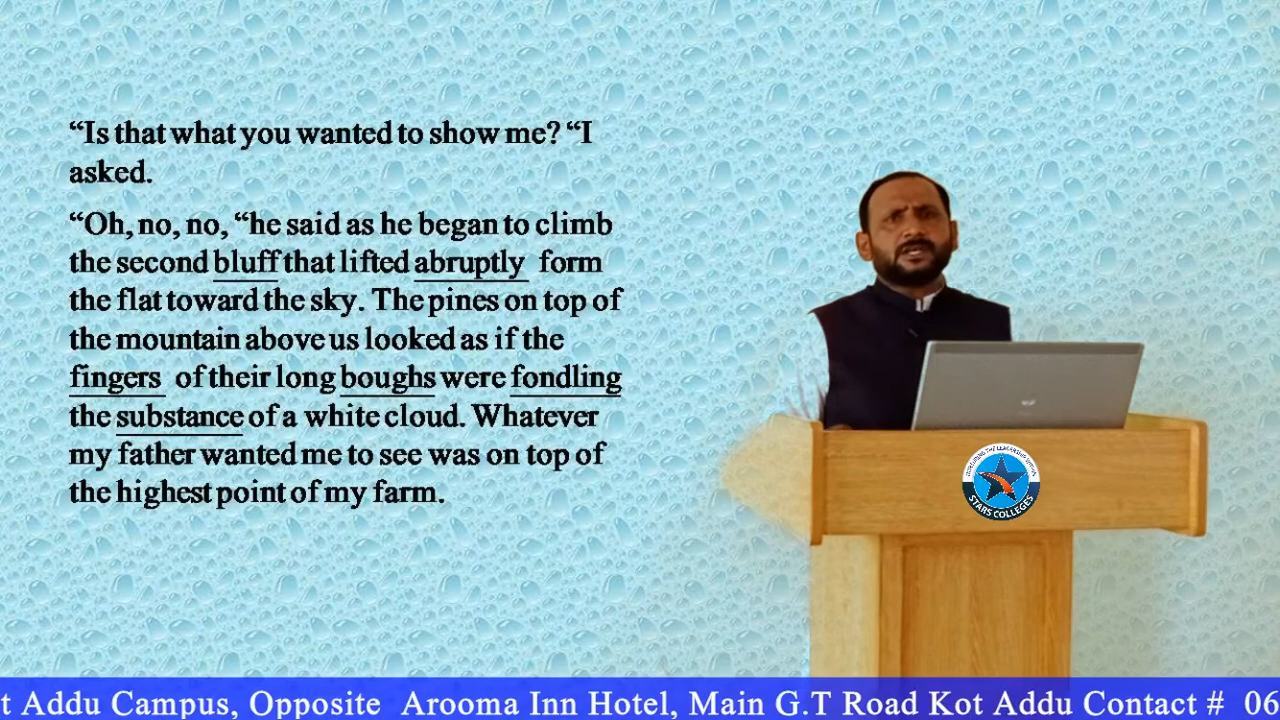 “Is that what you wanted to show me? “I
asked.
“Oh, no, no, “he said as he began to climb
the second bluff that lifted abruptly form
the flat toward the sky. The pines on top of
the mountain above us looked as if the
fingers of their long boughs were fondling
the substance of a white cloud. Whatever
my father wanted me to see was on top of
the highest point of my farm.
STARS COLLEGES
t Addu Campus, Opposite Arooma Inn Hotel, Main G.T Road Kot Addu Contact # 06